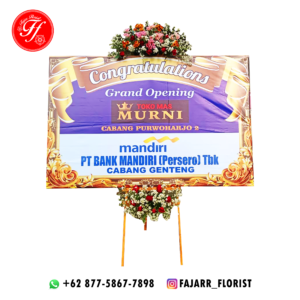 Congratulations
Grand Opening
TOKO MAS
MURNI
CABANG PURWOHARJO 2
mandiri
PT BANK MANDIRI (Persero) Tbk
CABANG GENTENG
+62 877-5867-7898
FAJARR_FLORIST